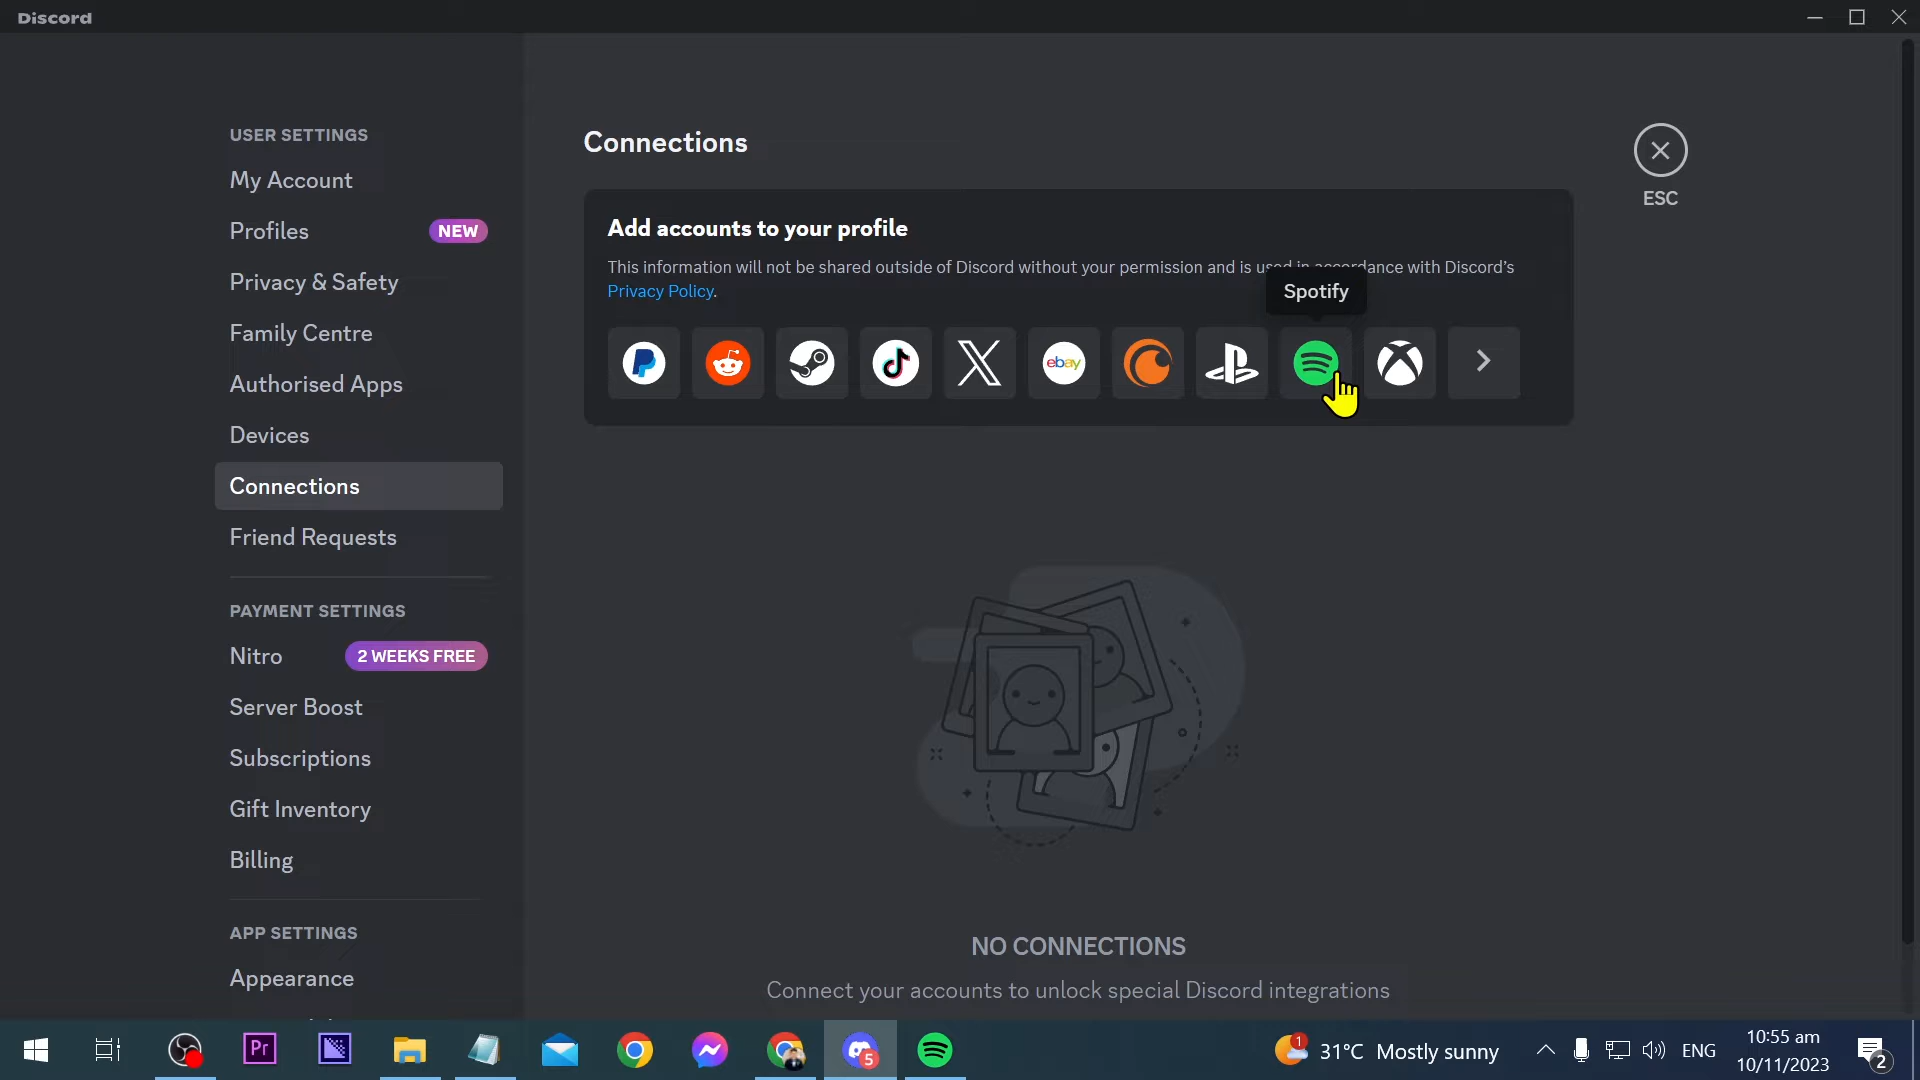 Discord
USER SETTINGS
My Account
Profiles NEW
Privacy & Safety
Family Centre
Authorised Apps
Devices
Connections
Friend Requests
PAYMENT SETTINGS
Nitro 2 WEEKS FREE
Server Boost
Subscriptions
Gift Inventory
Billing
APP SETTINGS
Appearance
Connections
ESC
Add accounts to your profile
This information will not be shared outside of Discord without your permission and is used in accordance with Discord's
Privacy Policy.
Spotify
ebay
NO CONNECTIONS
Connect your accounts to unlock special Discord integrations
Pr
5
1
31°C Mostly sunny
ENG
10:55 am
10/11/2023
2